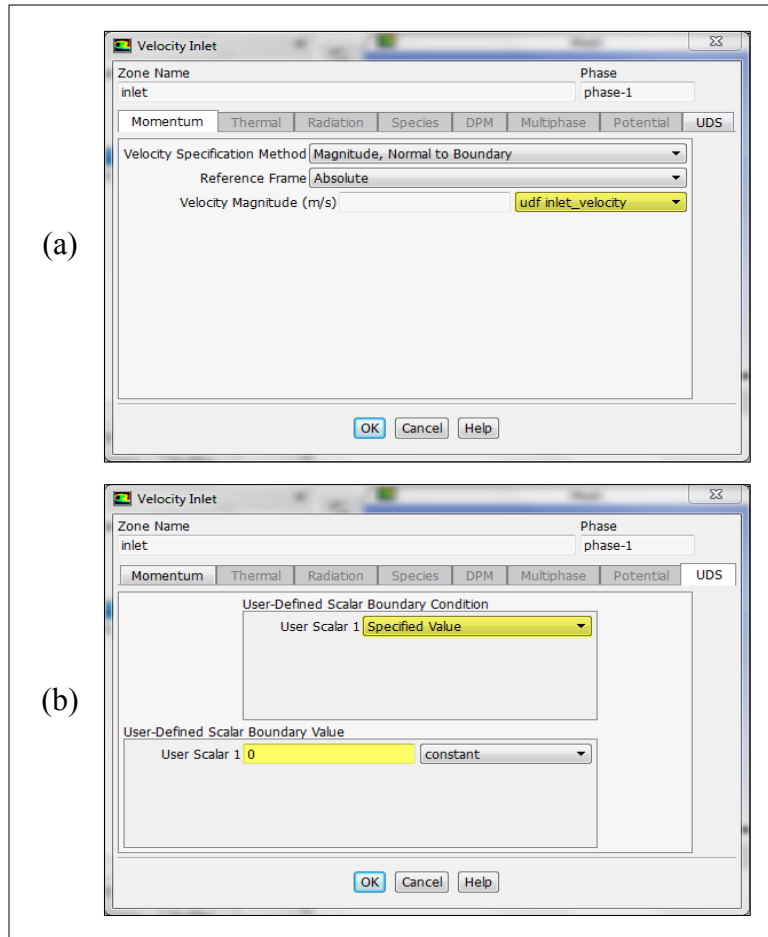 (a)
Velocity Inlet
Zone Name Phase
inlet phase-1
Momentum Thermal Radiation Species DPM Multiphase Potential UDS
Velocity Specification Method Magnitude, Normal to Boundary
Reference Frame Absolute
Velocity Magnitude (m/s) udf inlet_velocity
OK Cancel Help
(b)
Velocity Inlet
Zone Name Phase
inlet phase-1
Momentum Thermal Radiation Species DPM Multiphase Potential UDS
User-Defined Scalar Boundary Condition
User Scalar 1 Specified Value
User-Defined Scalar Boundary Value
User Scalar 1 0 constant
OK Cancel Help